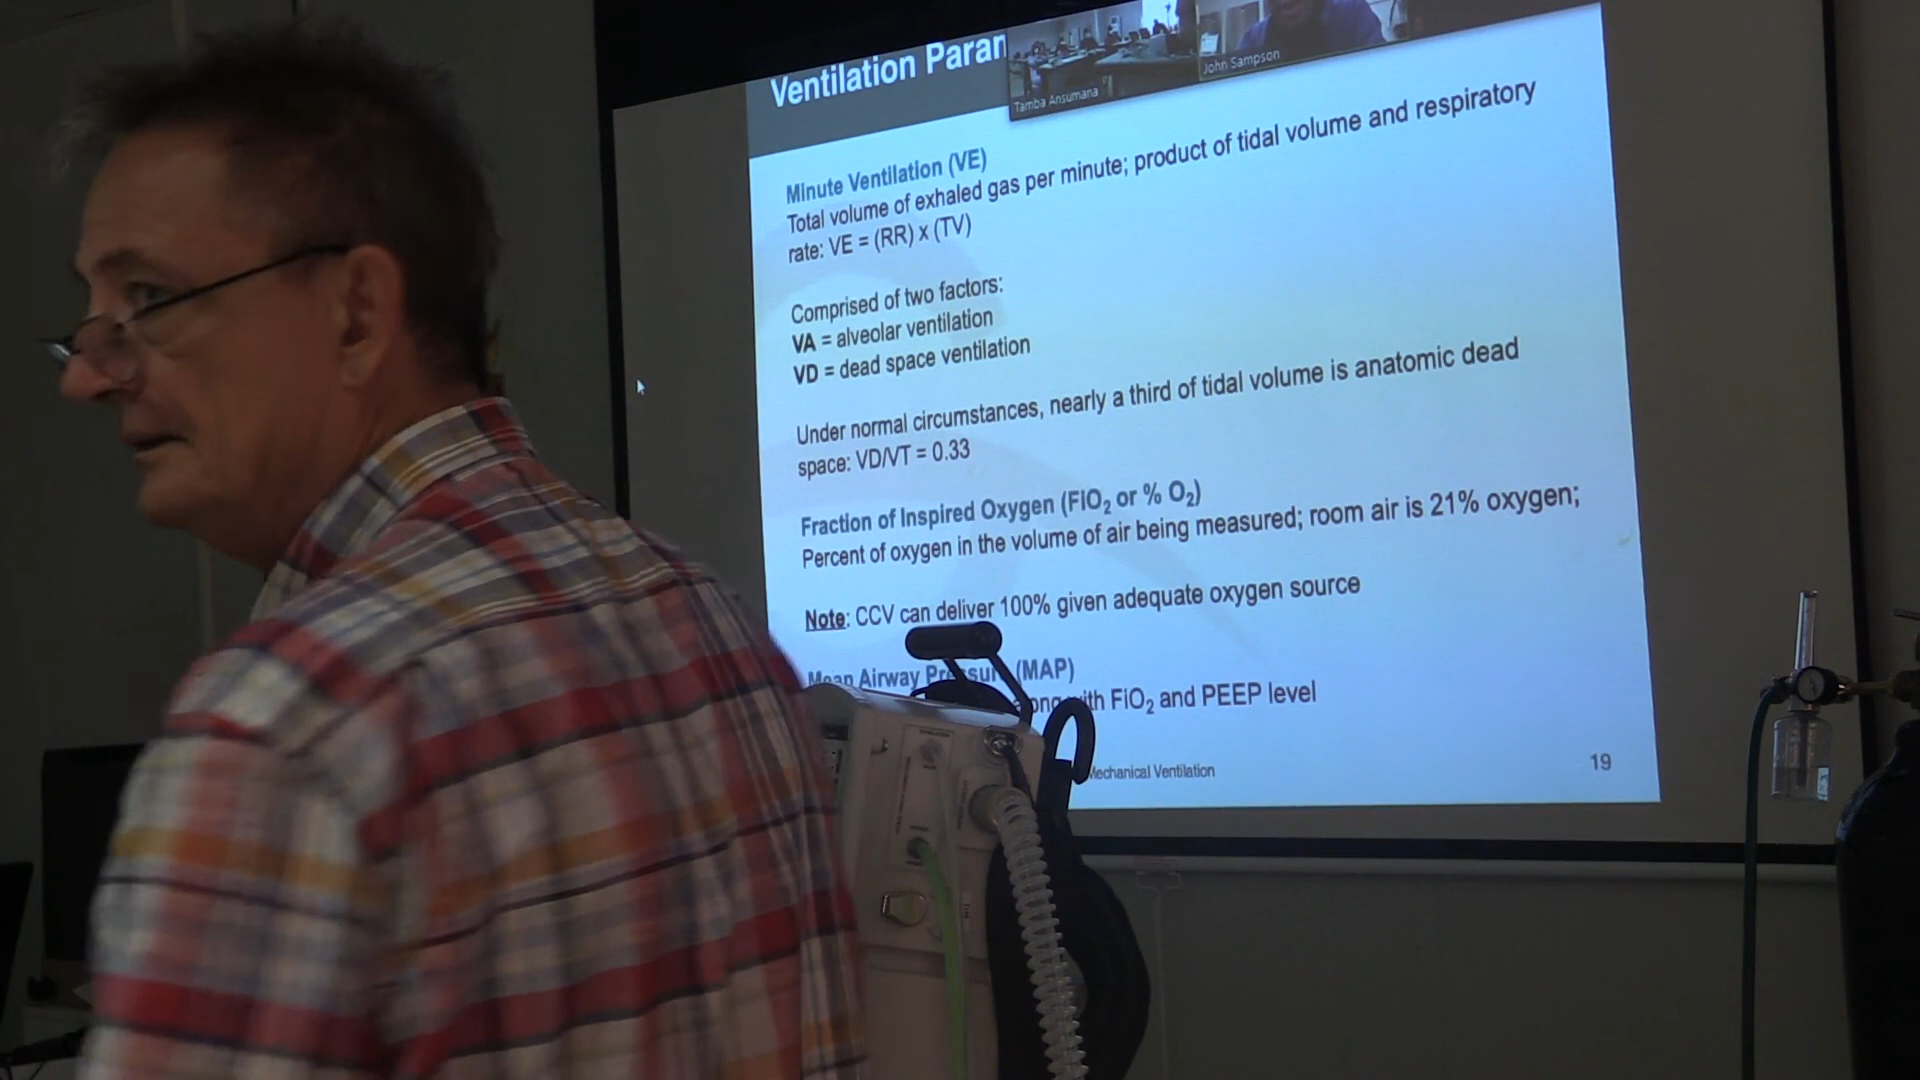 Ventilation Param
Tamba Ansumana
John Sampson
Minute Ventilation (VE)
Total volume of exhaled gas per minute; product of tidal volume and respiratory
rate: VE = (RR) x (TV)
Comprised of two factors:
VA = alveolar ventilation
VD = dead space ventilation
Under normal circumstances, nearly a third of tidal volume is anatomic dead
space: VD/VT = 0.33
Fraction of Inspired Oxygen (FiO₂ or % O₂)
Percent of oxygen in the volume of air being measured; room air is 21% oxygen;
Note: CCV can deliver 100% given adequate oxygen source
Mean Airway Pressure (MAP)
with FiO₂ and PEEP level
Mechanical Ventilation
19